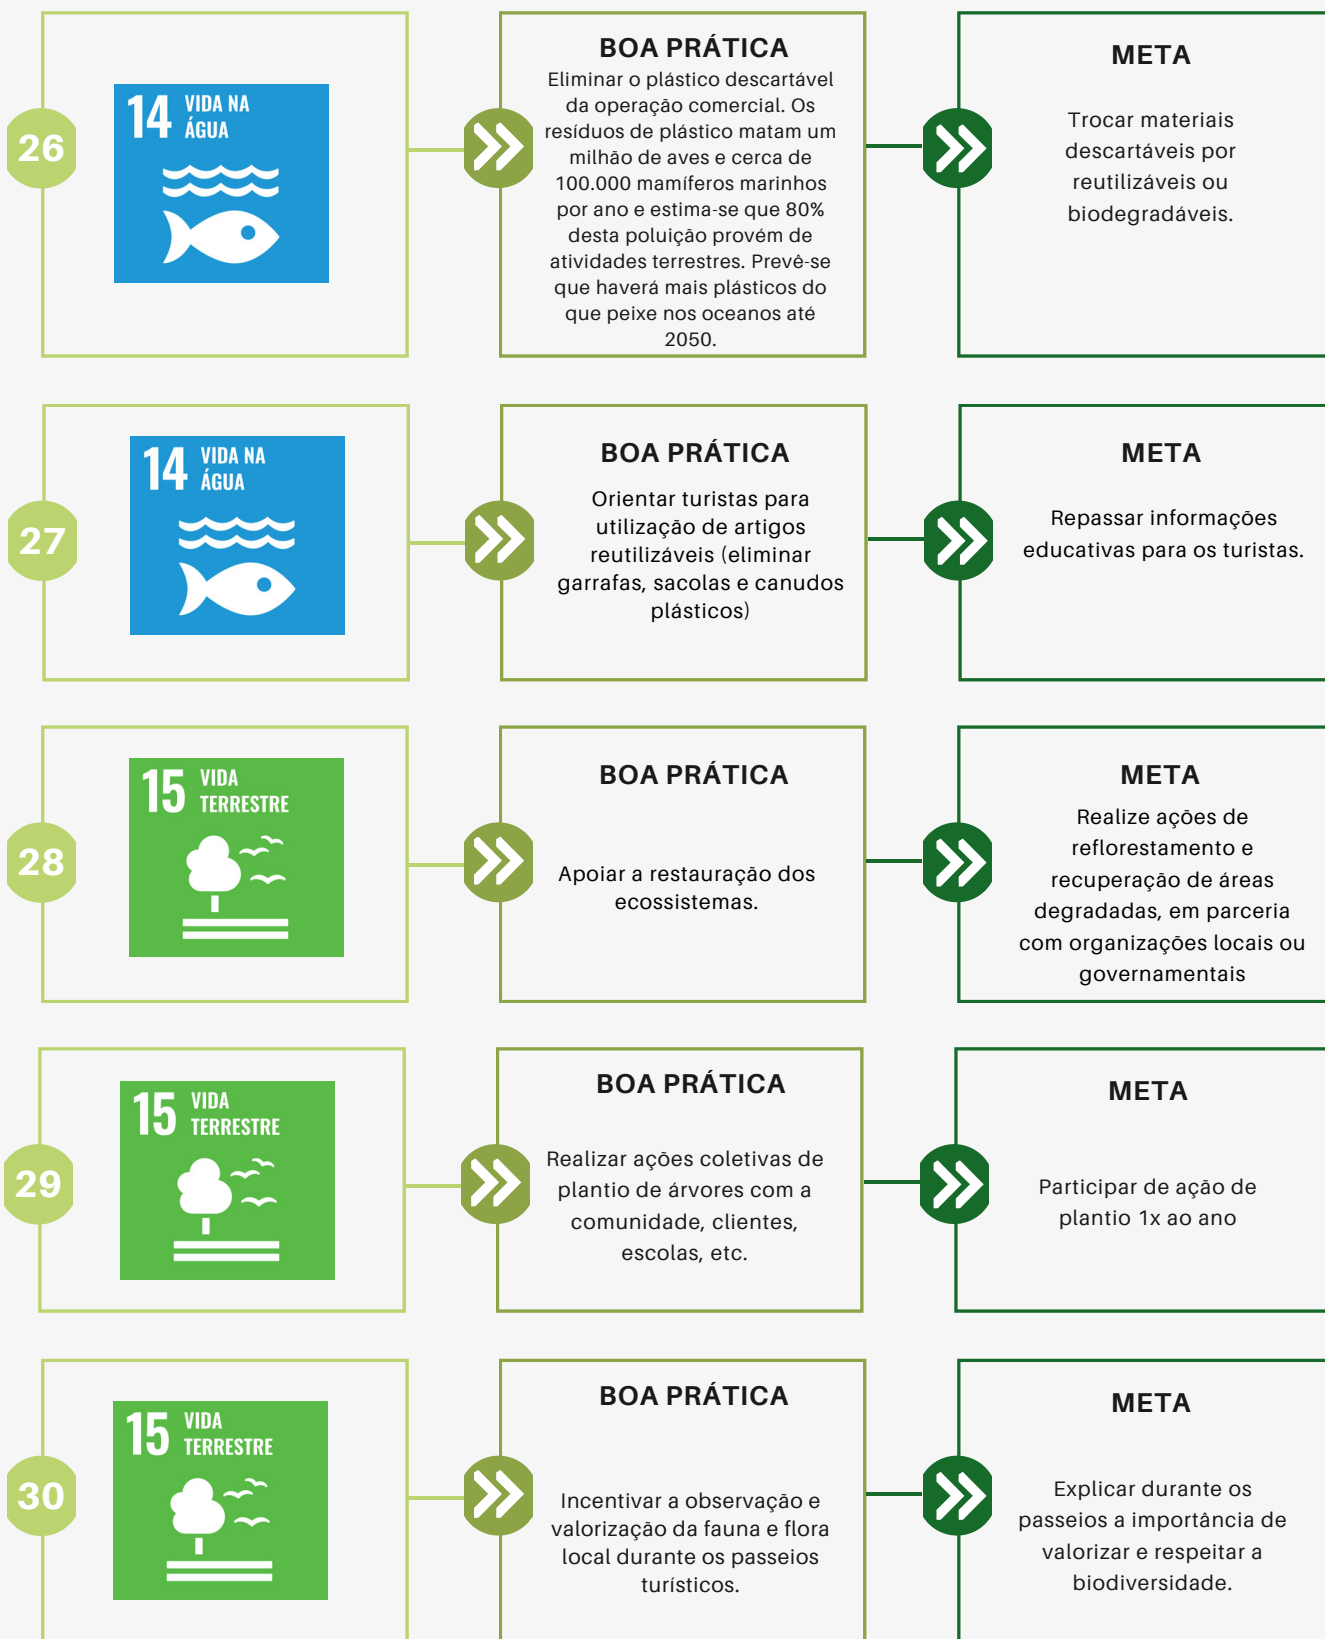 26
14 VIDA NA
ÁGUA
BOA PRÁTICA
Eliminar o plástico descartável
da operação comercial. Os
resíduos de plástico matam um
milhão de aves e cerca de
100.000 mamíferos marinhos
por ano e estima-se que 80%
desta poluição provém de
atividades terrestres. Prevê-se
que haverá mais plásticos do
que peixe nos oceanos até
2050.
META
Trocar materiais
descartáveis por
reutilizáveis ou
biodegradáveis.
27
14 VIDA NA
ÁGUA
BOA PRÁTICA
Orientar turistas para
utilização de artigos
reutilizáveis (eliminar
garrafas, sacolas e canudos
plásticos)
META
Repassar informações
educativas para os turistas.
28
15 VIDA
TERRESTRE
BOA PRÁTICA
Apoiar a restauração dos
ecossistemas.
META
Realize ações de
reflorestamento e
recuperação de áreas
degradadas, em parceria
com organizações locais ou
governamentais
29
15 VIDA
TERRESTRE
BOA PRÁTICA
Realizar ações coletivas de
plantio de árvores com a
comunidade, clientes,
escolas, etc.
META
Participar de ação de
plantio 1x ao ano
30
15 VIDA
TERRESTRE
BOA PRÁTICA
Incentivar a observação e
valorização da fauna e flora
local durante os passeios
turísticos.
META
Explicar durante os
passeios a importância de
valorizar e respeitar a
biodiversidade.